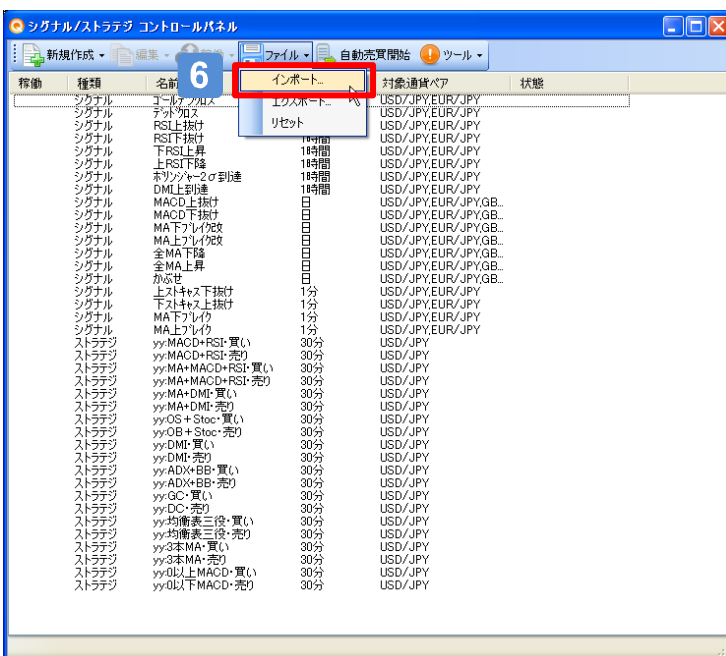 シグナル/ストラテジ コントロールパネル
新規作成 編集 ファイル 自動売買開始 ツール
6
インポート...
エクスポート...
リセット
稼働 種類 名前 対象通貨ペア 状態
シグナル ゴールデンクロス USD/JPY,EUR/JPY
シグナル デッドクロス USD/JPY,EUR/JPY
シグナル RSI上抜け USD/JPY,EUR/JPY
シグナル RSI下抜け 1時間 USD/JPY,EUR/JPY
シグナル 下RSI上昇 1時間 USD/JPY,EUR/JPY
シグナル 上RSI下降 1時間 USD/JPY,EUR/JPY
シグナル ボリンジャー2σ到達 1時間 USD/JPY,EUR/JPY
シグナル DMI上到達 1時間 USD/JPY,EUR/JPY
シグナル MACD上抜け 日 USD/JPY,EUR/JPY,GB...
シグナル MACD下抜け 日 USD/JPY,EUR/JPY,GB...
シグナル MA下ブレイク改 日 USD/JPY,EUR/JPY,GB...
シグナル MA上ブレイク改 日 USD/JPY,EUR/JPY,GB...
シグナル 全MA下降 日 USD/JPY,EUR/JPY,GB...
シグナル 全MA上昇 日 USD/JPY,EUR/JPY,GB...
シグナル かぶせ 日 USD/JPY,EUR/JPY,GB...
シグナル 上ストキャス下抜け 1分 USD/JPY,EUR/JPY
シグナル 下ストキャス上抜け 1分 USD/JPY,EUR/JPY
シグナル MA下ブレイク 1分 USD/JPY,EUR/JPY
シグナル MA上ブレイク 1分 USD/JPY,EUR/JPY
ストラテジ yy:MACD+RSI・買い 30分 USD/JPY
ストラテジ yy:MACD+RSI・売り 30分 USD/JPY
ストラテジ yy:MA+MACD+RSI・買い 30分 USD/JPY
ストラテジ yy:MA+MACD+RSI・売り 30分 USD/JPY
ストラテジ yy:MA+DMI・買い 30分 USD/JPY
ストラテジ yy:MA+DMI・売り 30分 USD/JPY
ストラテジ yy:OS+Stoc・買い 30分 USD/JPY
ストラテジ yy:OB+Stoc・売り 30分 USD/JPY
ストラテジ yy:DMI・買い 30分 USD/JPY
ストラテジ yy:DMI・売り 30分 USD/JPY
ストラテジ yy:ADX+BB・買い 30分 USD/JPY
ストラテジ yy:ADX+BB・売り 30分 USD/JPY
ストラテジ yy:GC・買い 30分 USD/JPY
ストラテジ yy:DC・売り 30分 USD/JPY
ストラテジ yy:均衡表三役・買い 30分 USD/JPY
ストラテジ yy:均衡表三役・売り 30分 USD/JPY
ストラテジ yy:3本MA・買い 30分 USD/JPY
ストラテジ yy:3本MA・売り 30分 USD/JPY
ストラテジ yy:0以上MACD・買い 30分 USD/JPY
ストラテジ yy:0以下MACD・売り 30分 USD/JPY